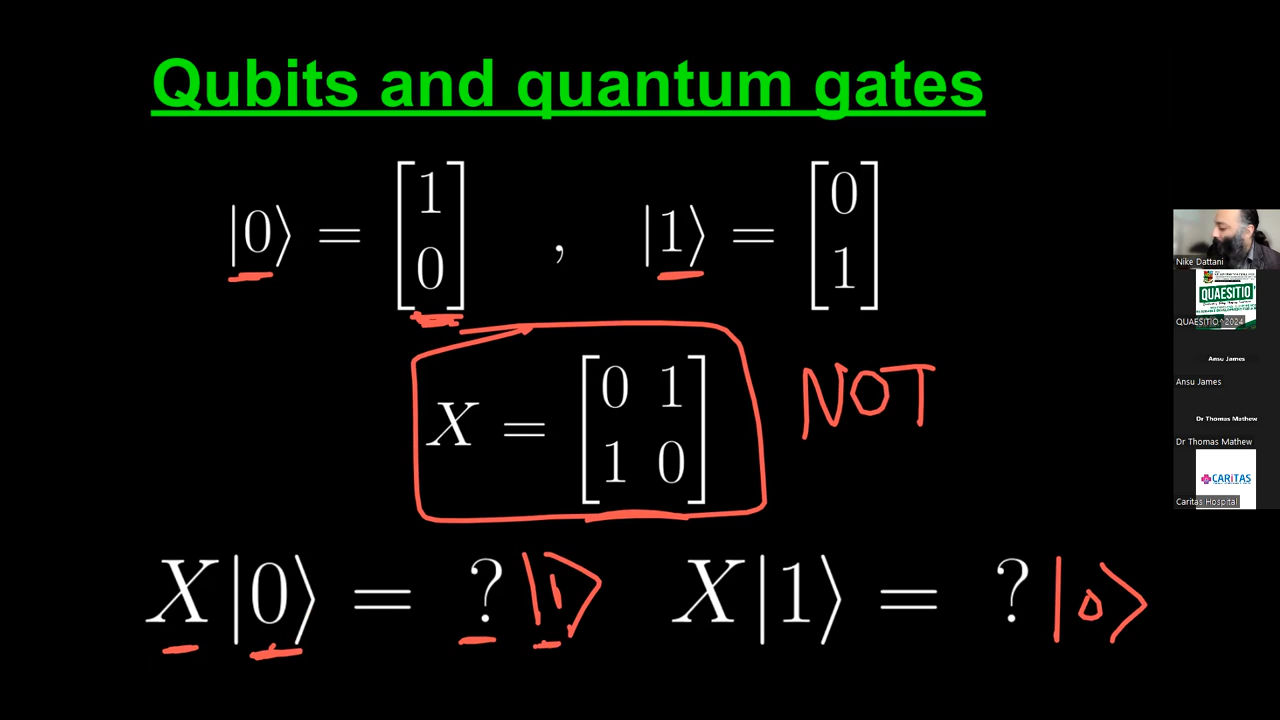 Qubits and quantum gates
|0⟩ = [1 0] , |1⟩ = [0 1]
X = [0 1 1 0] NOT
X|0⟩ = ? |1⟩ X|1⟩ = ? |0⟩
Nike Dattani
QUAESITIO
QUAESITIO 2024
Ansu James
Ansu James
Dr Thomas Mathew
Dr Thomas Mathew
CARITAS
Caritas Hospital